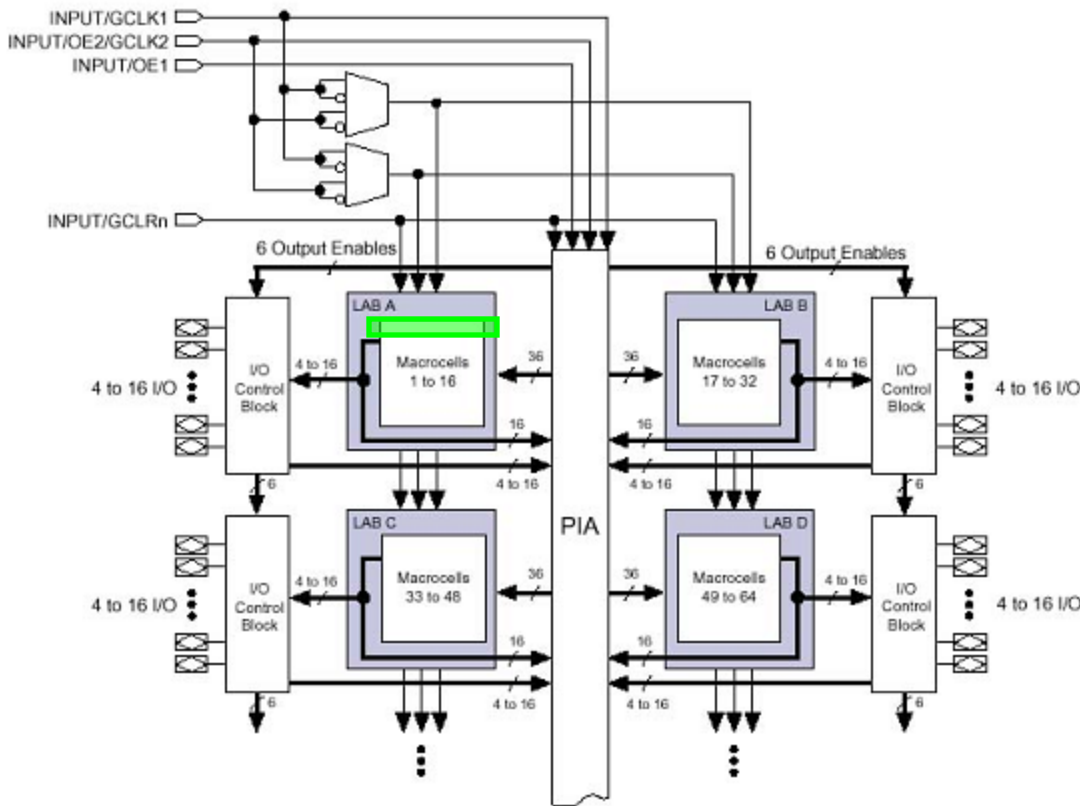 INPUT/GCLK1
INPUT/OE2/GCLK2
INPUT/OE1
INPUT/GCLRn
6 Output Enables
6 Output Enables
LAB A
LAB B
Macrocells
1 to 16
Macrocells
17 to 32
4 to 16
36
36
4 to 16
4 to 16 I/O
I/O
Control
Block
I/O
Control
Block
4 to 16 I/O
16
16
4 to 16
4 to 16
6
6
PIA
LAB C
LAB D
Macrocells
33 to 48
Macrocells
49 to 64
4 to 16
36
36
4 to 16
4 to 16 I/O
I/O
Control
Block
I/O
Control
Block
4 to 16 I/O
16
16
4 to 16
4 to 16
6
6